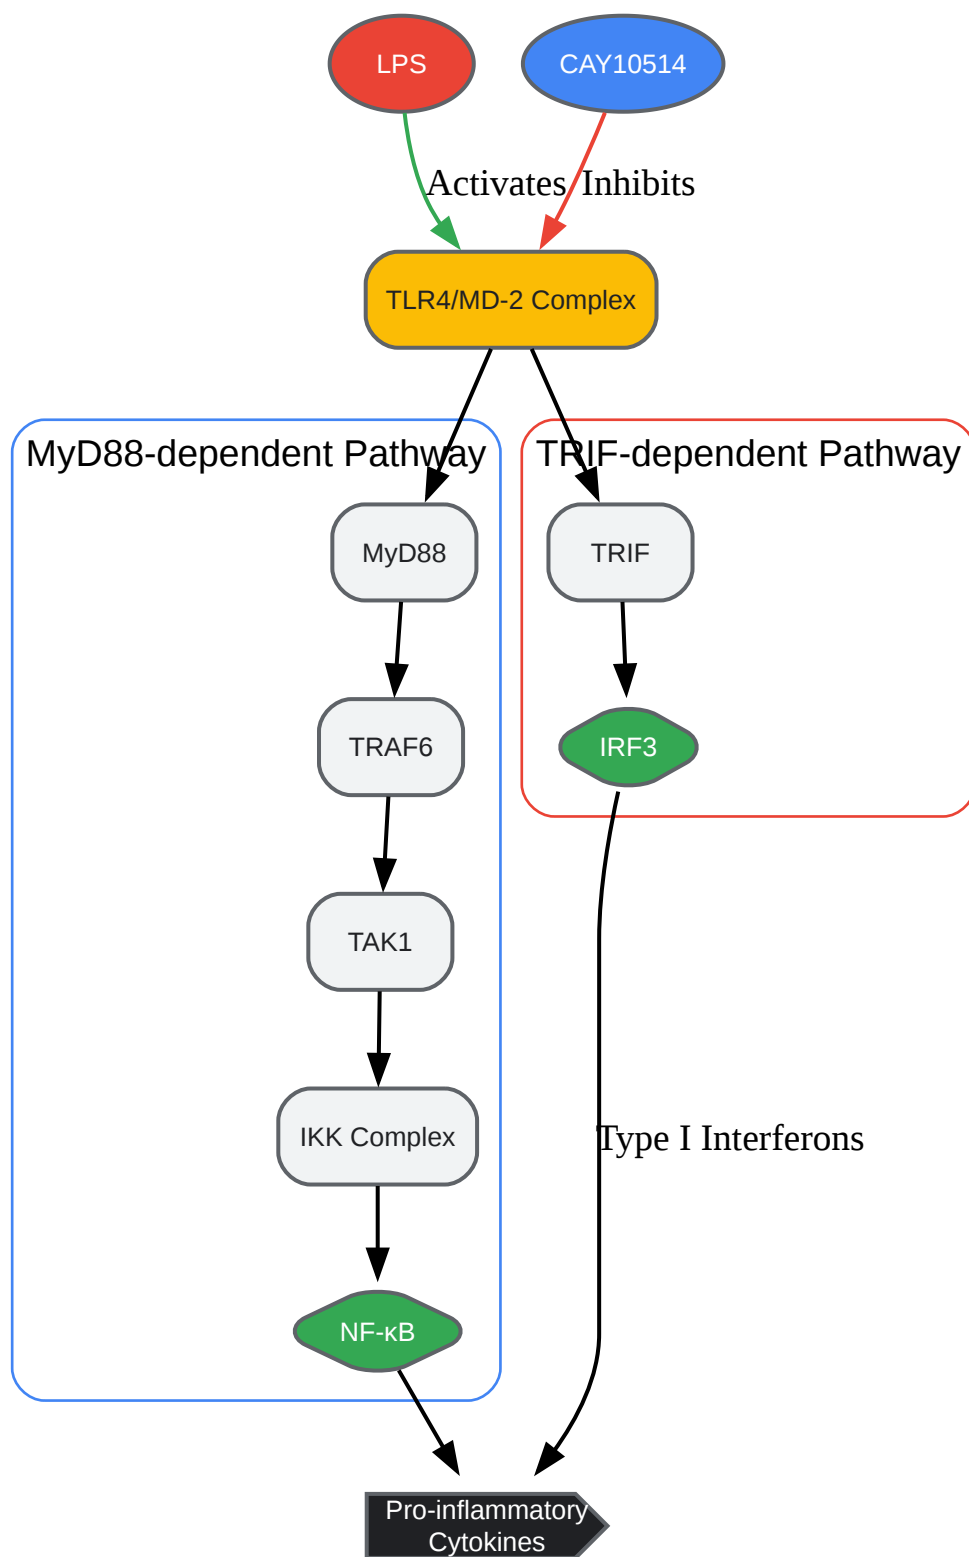 LPS
CAY10514
Activates
Inhibits
TLR4/MD-2 Complex
MyD88-dependent Pathway
TRIF-dependent Pathway
MyD88
TRIF
TRAF6
IRF3
TAK1
IKK Complex
Type I Interferons
NF-κB
Pro-inflammatory
Cytokines